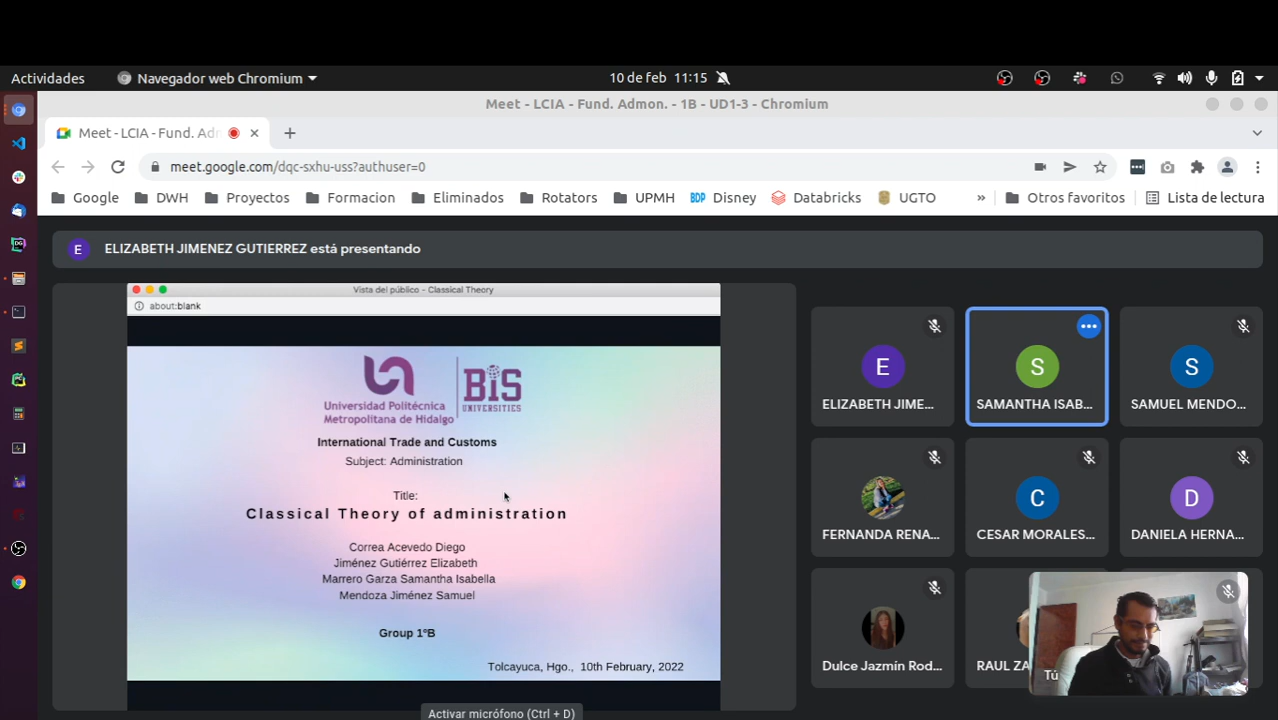 Actividades
Navegador web Chromium
10 de feb 11:15
Meet - LCIA - Fund. Admon. - 1B - UD1-3 - Chromium
Meet - LCIA - Fund. Adn
meet.google.com/dqc-sxhu-uss?authuser=0
Google
DWH
Proyectos
Formacion
Eliminados
Rotators
UPMH
BDP Disney
Databricks
UGTO
»
Otros favoritos
Lista de lectura
E
ELIZABETH JIMENEZ GUTIERREZ está presentando
Vista del público - Classical Theory
about:blank
Universidad Politécnica
Metropolitana de Hidalgo
BIS
UNIVERSITIES
International Trade and Customs
Subject: Administration
Title:
Classical Theory of administration
Correa Acevedo Diego
Jiménez Gutiérrez Elizabeth
Marrero Garza Samantha Isabella
Mendoza Jiménez Samuel
Group 1ºB
Tolcayuca, Hgo., 10th February, 2022
E
ELIZABETH JIME...
S
SAMANTHA ISAB...
S
SAMUEL MENDO...
FERNANDA RENA...
C
CESAR MORALES...
D
DANIELA HERNA...
Dulce Jazmín Rod...
RAUL ZA
Tú
Activar micrófono (Ctrl + D)